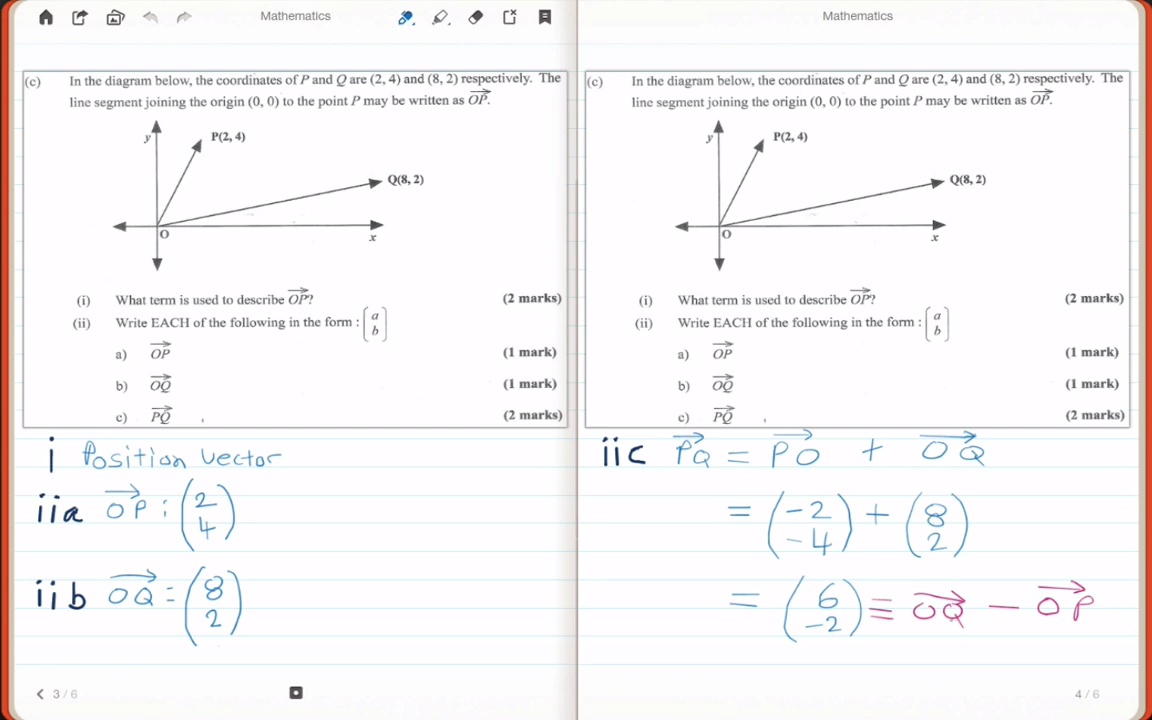 Mathematics
(c) In the diagram below, the coordinates of P and Q are (2, 4) and (8, 2) respectively. The
line segment joining the origin (0, 0) to the point P may be written as OP.
y
P(2, 4)
Q(8, 2)
O
x
(i) What term is used to describe OP? (2 marks)
(ii) Write EACH of the following in the form : (a b)
a) OP (1 mark)
b) OQ (1 mark)
c) PQ (2 marks)
i Position vector
iia OP : (2 4)
iib OQ = (8 2)
3 / 6
Mathematics
(c) In the diagram below, the coordinates of P and Q are (2, 4) and (8, 2) respectively. The
line segment joining the origin (0, 0) to the point P may be written as OP.
y
P(2, 4)
Q(8, 2)
O
x
(i) What term is used to describe OP? (2 marks)
(ii) Write EACH of the following in the form : (a b)
a) OP (1 mark)
b) OQ (1 mark)
c) PQ (2 marks)
iic PQ = PO + OQ
= (-2 -4) + (8 2)
= (6 -2) ≡ OQ - OP
4 / 6